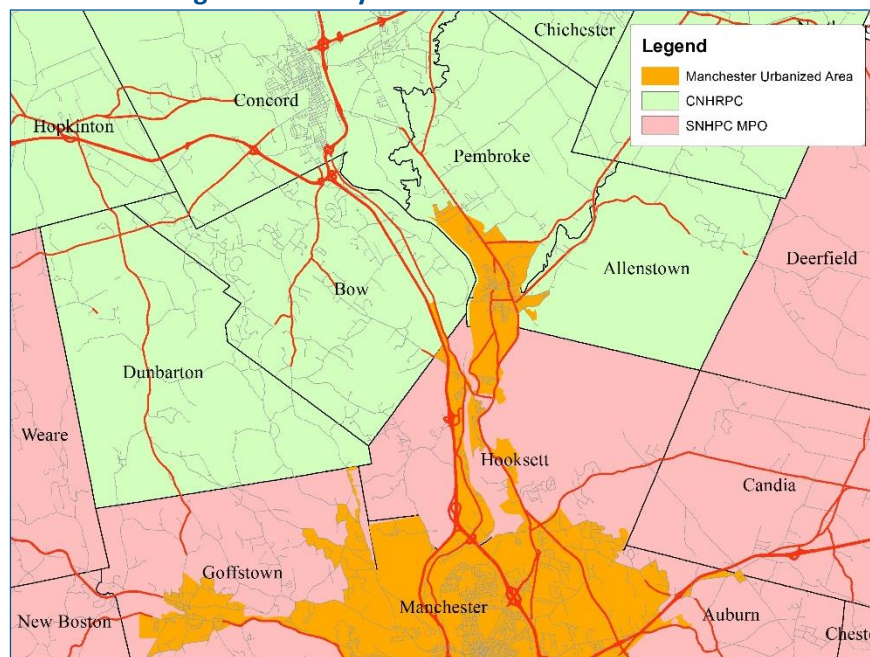 Chichester
Legend
Manchester Urbanized Area
CNHRPC
SNHPC MPO
Concord
Hopkinton
Pembroke
Allenstown
Deerfield
Bow
Dunbarton
Weare
Hooksett
Candia
Goffstown
Manchester
Auburn
New Boston
Cheste